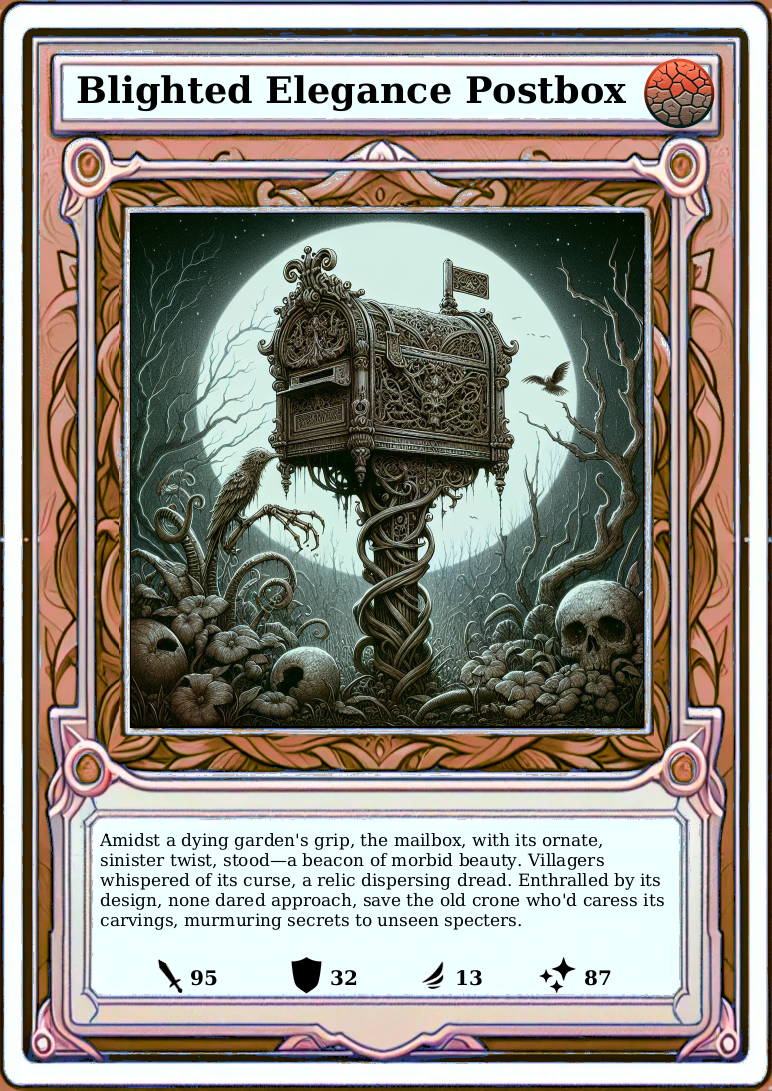 Blighted Elegance Postbox
Amidst a dying garden's grip, the mailbox, with its ornate,
sinister twist, stood—a beacon of morbid beauty. Villagers
whispered of its curse, a relic dispersing dread. Enthralled by its
design, none dared approach, save the old crone who'd caress its
carvings, murmuring secrets to unseen specters.
95 32 13 87